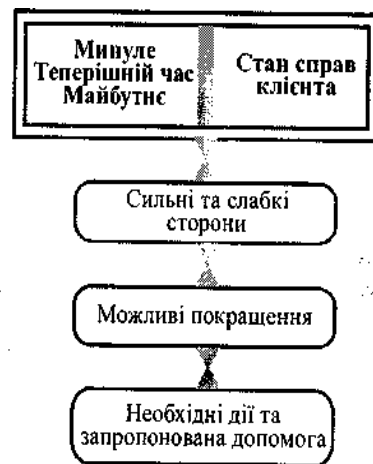 Минуле
Теперішній час
Майбутнє
Стан справ
клієнта
Сильні та слабкі
сторони
Можливі покращення
Необхідні дії та
запропонована допомога